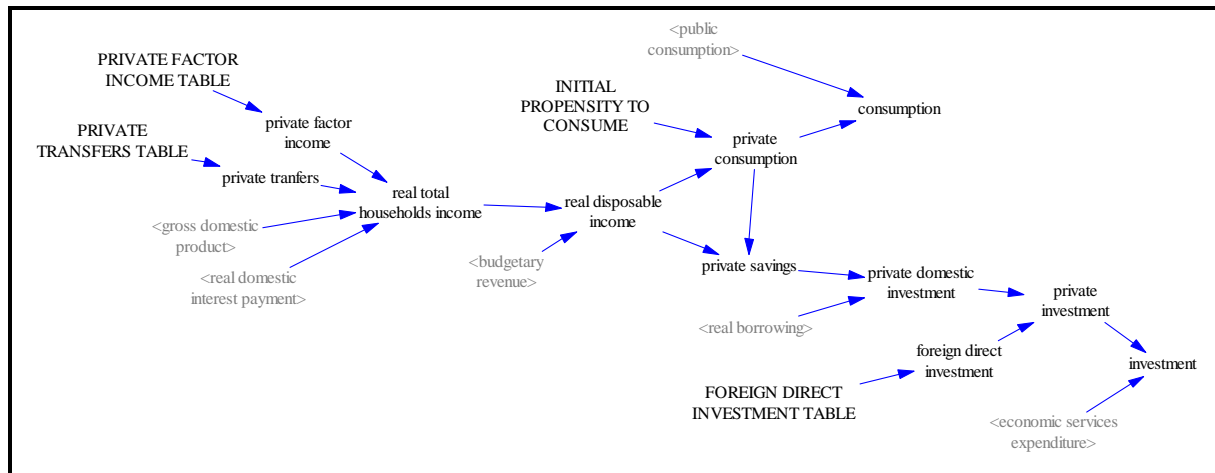 <public
consumption>
PRIVATE FACTOR
INCOME TABLE
INITIAL
PROPENSITY TO
CONSUME
consumption
private factor
income
PRIVATE
TRANSFERS TABLE
private
consumption
private tranfers
real total
households income
real disposable
income
<gross domestic
product>
<real domestic
interest payment>
<budgetary
revenue>
private savings
private domestic
investment
private
investment
<real borrowing>
foreign direct
investment
investment
FOREIGN DIRECT
INVESTMENT TABLE
<economic services
expenditure>